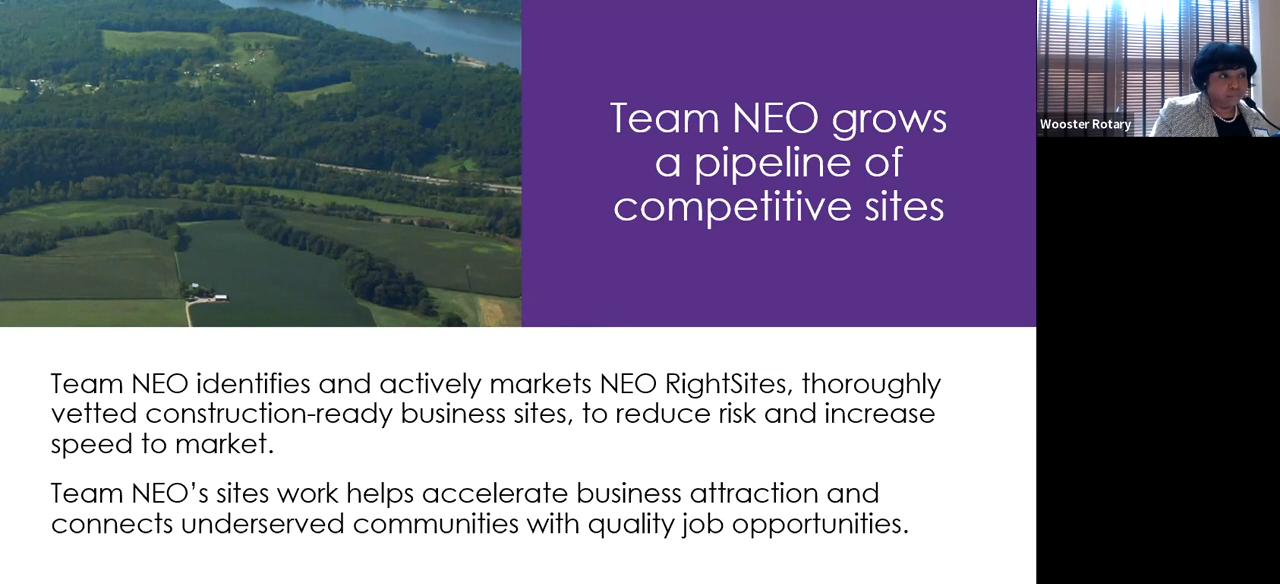 Team NEO grows
a pipeline of
competitive sites
Wooster Rotary
Team NEO identifies and actively markets NEO RightSites, thoroughly
vetted construction-ready business sites, to reduce risk and increase
speed to market.
Team NEO’s sites work helps accelerate business attraction and
connects underserved communities with quality job opportunities.